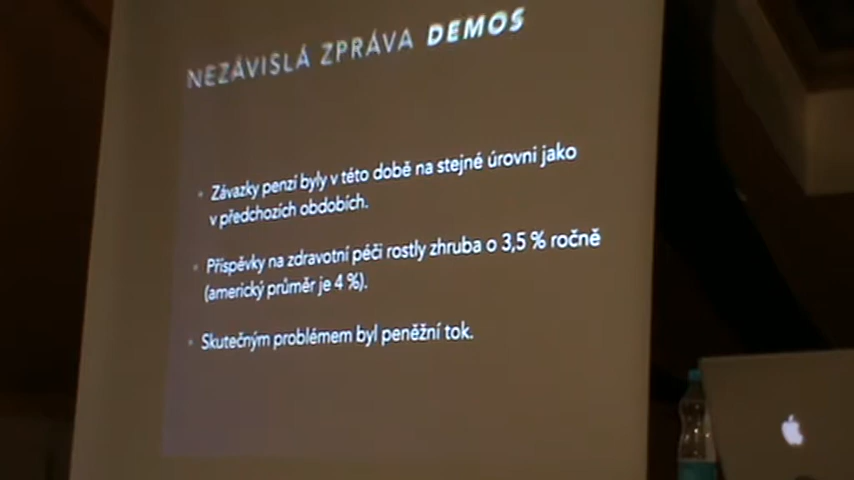 NEZÁVISLÁ ZPRÁVA DEMOS
Závazky penzí byly v této době na stejné úrovni jako
v předchozích obdobích.
Příspěvky na zdravotní péči rostly zhruba o 3,5 % ročně
(americký průměr je 4 %).
Skutečným problémem byl peněžní tok.